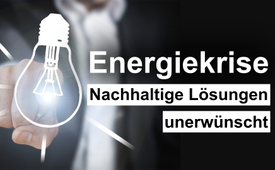 Energiekrise
Nachhaltige Lösungen
unerwünscht